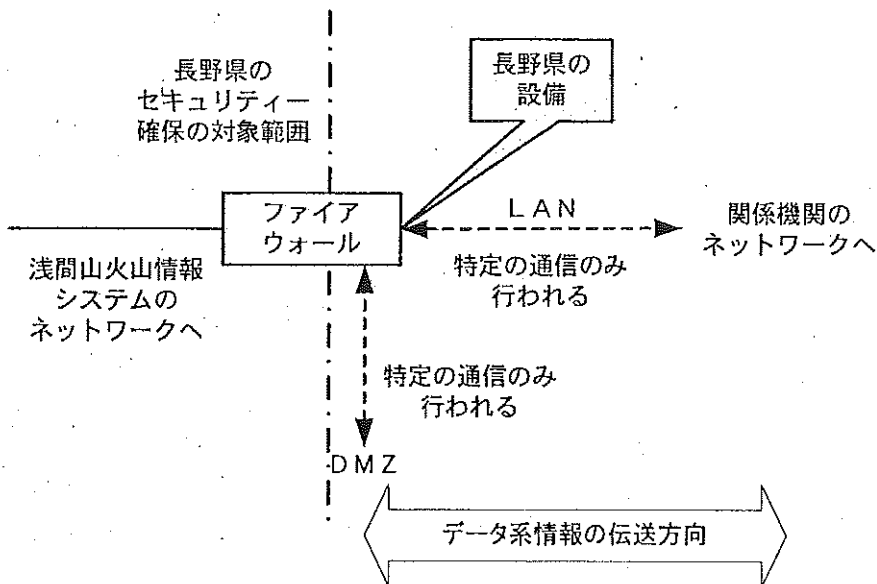 長野県の
セキュリティー
確保の対象範囲
長野県の
設備
ファイア
ウォール
LAN
関係機関の
ネットワークへ
特定の通信のみ
行われる
浅間山火山情報
システムの
ネットワークへ
特定の通信のみ
行われる
DMZ
データ系情報の伝送方向